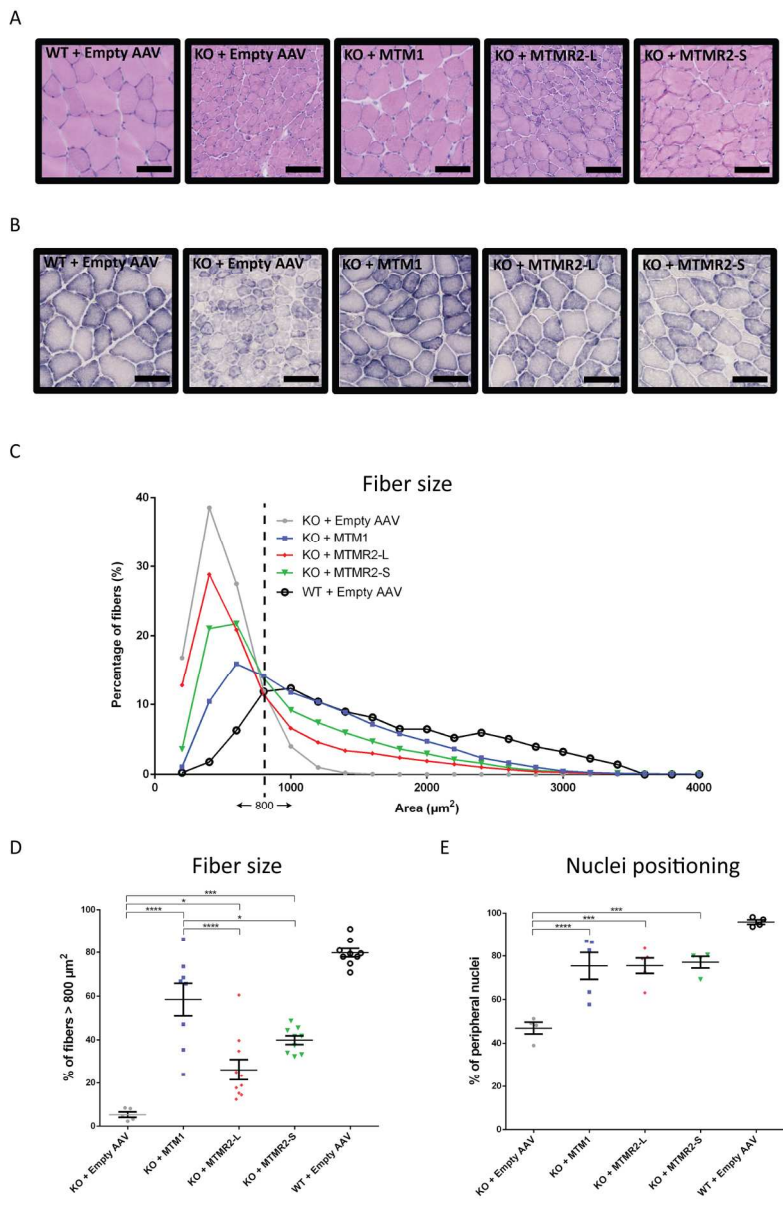 A
WT + Empty AAV
KO + Empty AAV
KO + MTM1
KO + MTMR2-L
KO + MTMR2-S
B
WT + Empty AAV
KO + Empty AAV
KO + MTM1
KO + MTMR2-L
KO + MTMR2-S
C
Fiber size
40
30
20
10
0
Percentage of fibers (%)
KO + Empty AAV
KO + MTM1
KO + MTMR2-L
KO + MTMR2-S
WT + Empty AAV
0
1000
2000
3000
4000
800
Area (µm²)
D
Fiber size
***
*
****
*
****
100
80
60
40
20
0
% of fibers > 800 µm²
KO + Empty AAV
KO + MTM1
KO + MTMR2-L
KO + MTMR2-S
WT + Empty AAV
E
Nuclei positioning
***
***
****
100
80
60
40
20
0
% of peripheral nuclei
KO + Empty AAV
KO + MTM1
KO + MTMR2-L
KO + MTMR2-S
WT + Empty AAV